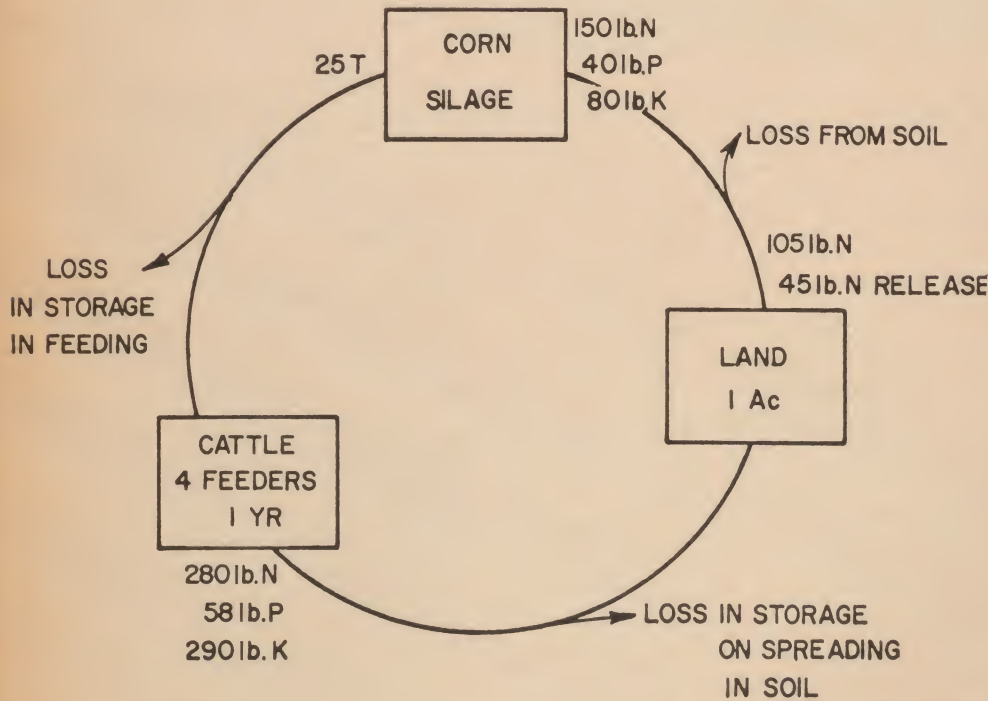 CORN
SILAGE
25 T
150 lb. N
40 lb. P
80 lb. K
LOSS FROM SOIL
105 lb. N
45 lb. N RELEASE
LAND
1 Ac
LOSS
IN STORAGE
IN FEEDING
CATTLE
4 FEEDERS
1 YR
280 lb. N
58 lb. P
290 lb. K
LOSS IN STORAGE
ON SPREADING
IN SOIL